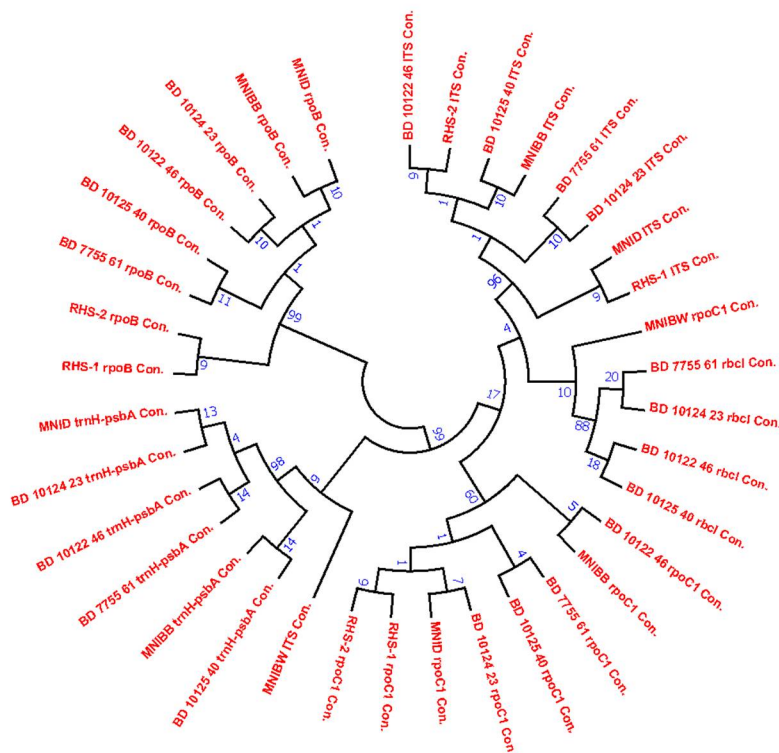 BD 10122 46 ITS Con.
RHS-2 ITS Con.
BD 10125 40 ITS Con.
MNIBB ITS Con.
BD 7755 61 ITS Con.
BD 10124 23 ITS Con.
MNID ITS Con.
RHS-1 ITS Con.
MNIBW rpoC1 Con.
BD 7755 61 rbcl Con.
BD 10124 23 rbcl Con.
BD 10122 46 rbcl Con.
BD 10125 40 rbcl Con.
BD 10122 46 rpoC1 Con.
MNIBB rpoC1 Con.
BD 7755 61 rpoC1 Con.
BD 10125 40 rpoC1 Con.
BD 10124 23 rpoC1 Con
MNID rpoC1 Con.
RHS-1 rpoC1 Con.
RHS-2 rpoC1 Con.
MNIBW ITS Con.
BD 10125 40 trnH-psbA Con.
MNIBB trnH-psbA Con.
BD 7755 61 trnH-psbA Con.
BD 10122 46 trnH-psbA Con.
BD 10124 23 trnH-psbA Con.
MNID trnH-psbA Con.
RHS-1 rpoB Con.
RHS-2 rpoB Con.
BD 7755 61 rpoB Con.
BD 10125 40 rpoB Con.
BD 10122 46 rpoB Con.
BD 10124 23 rpoB Con.
MNIBB rpoB Con.
MNID rpoB Con.
9
1
10
1
10
96
9
4
10
20
88
18
17
99
60
5
1
4
1
7
9
9
98
14
14
4
13
9
99
11
1
10
1
10